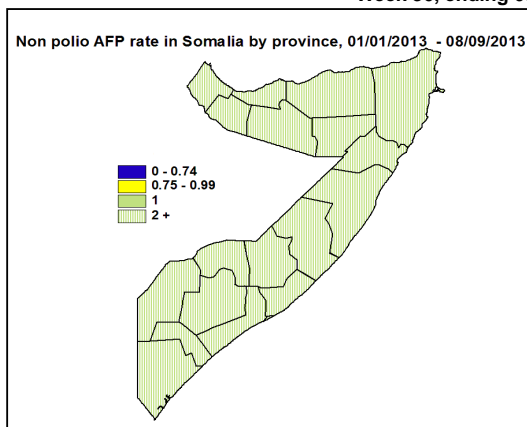 Non polio AFP rate in Somalia by province, 01/01/2013 - 08/09/2013
0 - 0.74
0.75 - 0.99
1
2 +